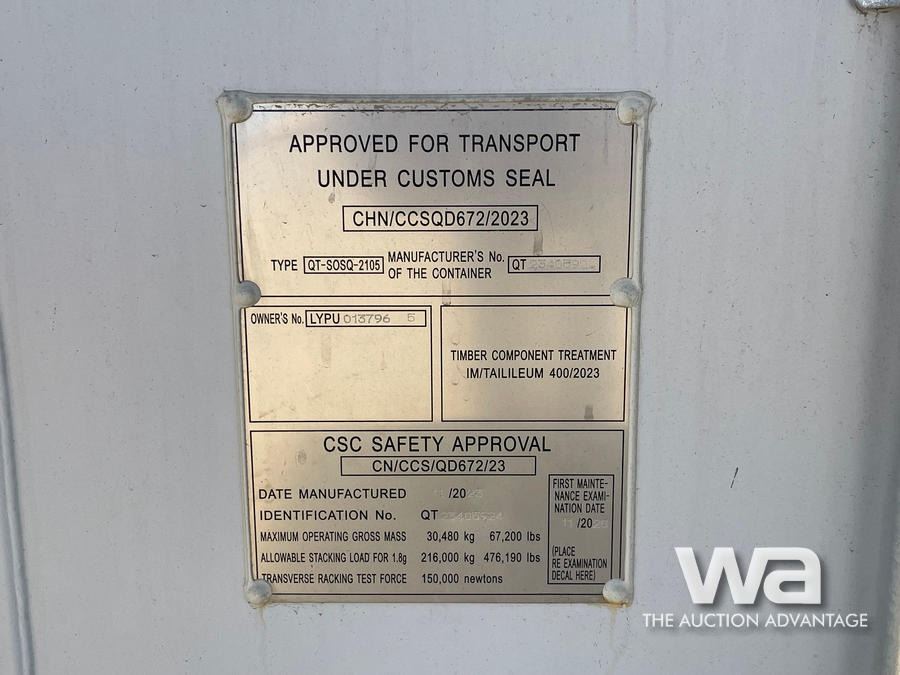 APPROVED FOR TRANSPORT
UNDER CUSTOMS SEAL
CHN/CCSQD672/2023
TYPE QT-SOSQ-2105 MANUFACTURER'S No. OF THE CONTAINER QT
OWNER'S No. LYPU 013796 5
TIMBER COMPONENT TREATMENT
IM/TAILILEUM 400/2023
CSC SAFETY APPROVAL
CN/CCS/QD672/23
DATE MANUFACTURED 11 /2023
IDENTIFICATION No. QT
MAXIMUM OPERATING GROSS MASS 30,480 kg 67,200 lbs
ALLOWABLE STACKING LOAD FOR 1.8g 216,000 kg 476,190 lbs
TRANSVERSE RACKING TEST FORCE 150,000 newtons
FIRST MAINTE-
NANCE EXAMI-
NATION DATE
11 /20
(PLACE
RE EXAMINATION
DECAL HERE)
wa
THE AUCTION ADVANTAGE